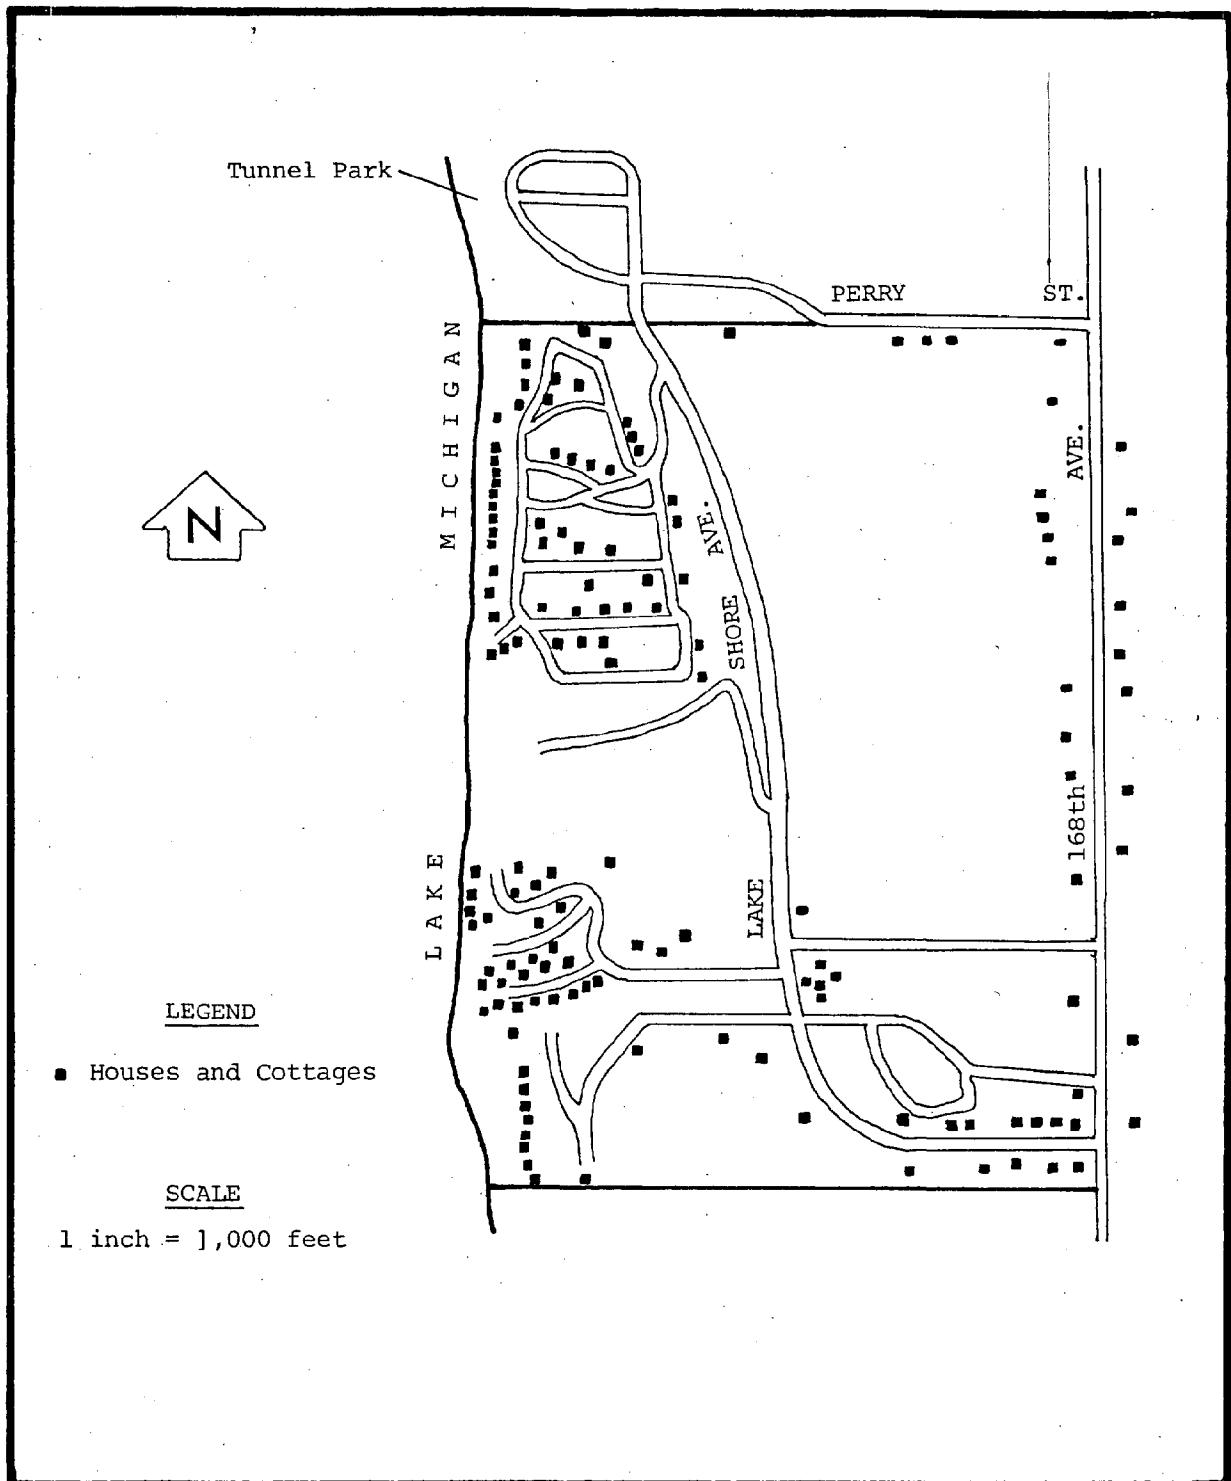 Tunnel Park
PERRY ST.
MICHIGAN
AVE.
N
AVE.
SHORE
168th
LAKE
LAKE
LEGEND
Houses and Cottages
SCALE
1 inch = 1,000 feet